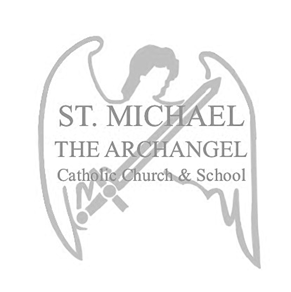 ST. MICHAEL
THE ARCHANGEL
Catholic Church & School